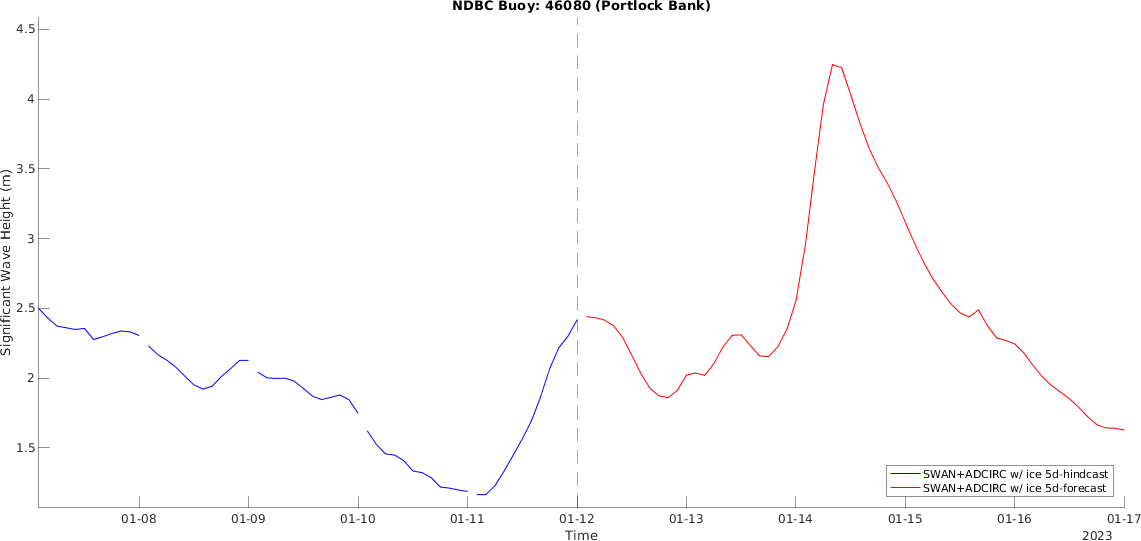 NDBC Buoy: 46080 (Portlock Bank)
Significant Wave Height (m)
4.5
4
3.5
3
2.5
2
1.5
SWAN+ADCIRC w/ ice 5d-hindcast
SWAN+ADCIRC w/ ice 5d-forecast
01-08 01-09 01-10 01-11 01-12 01-13 01-14 01-15 01-16 01-17
Time
2023